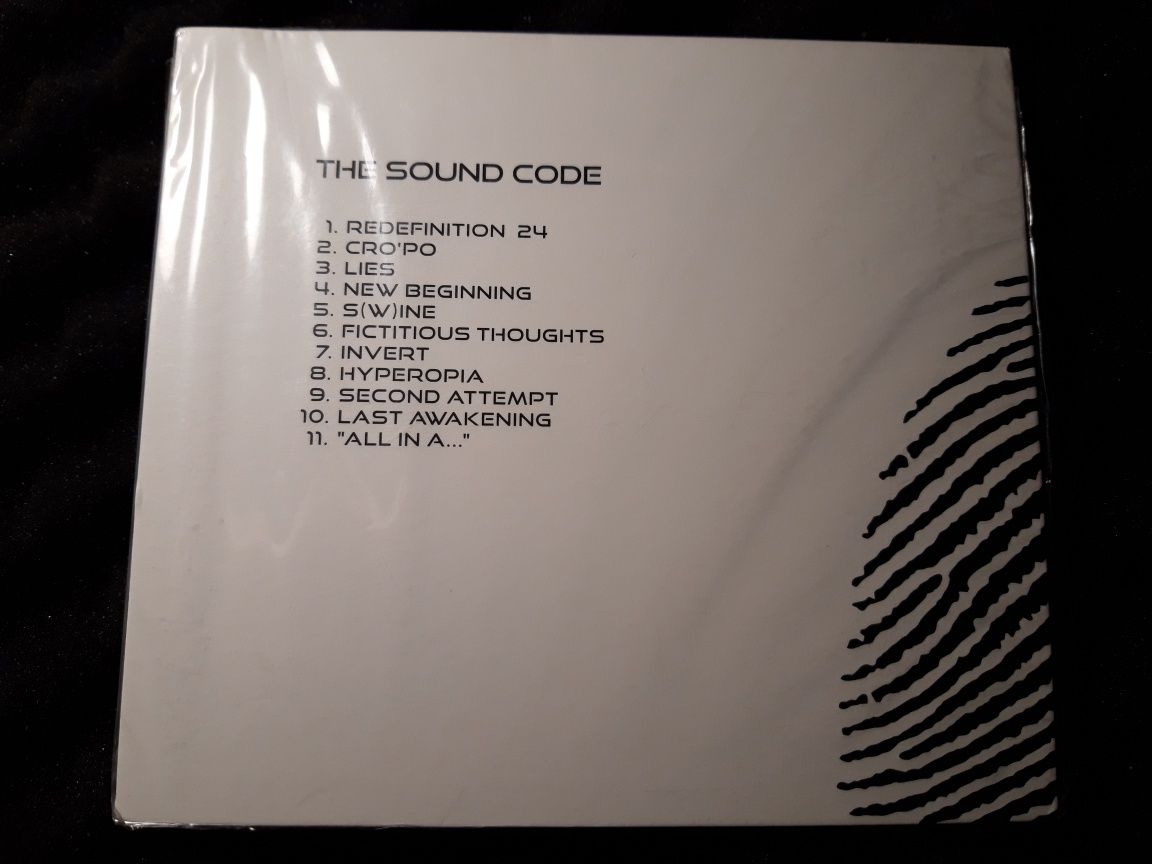 THE SOUND CODE
1. REDEFINITION 24
2. CRO'PO
3. LIES
4. NEW BEGINNING
5. S(W)INE
6. FICTITIOUS THOUGHTS
7. INVERT
8. HYPEROPIA
9. SECOND ATTEMPT
10. LAST AWAKENING
11. "ALL IN A..."